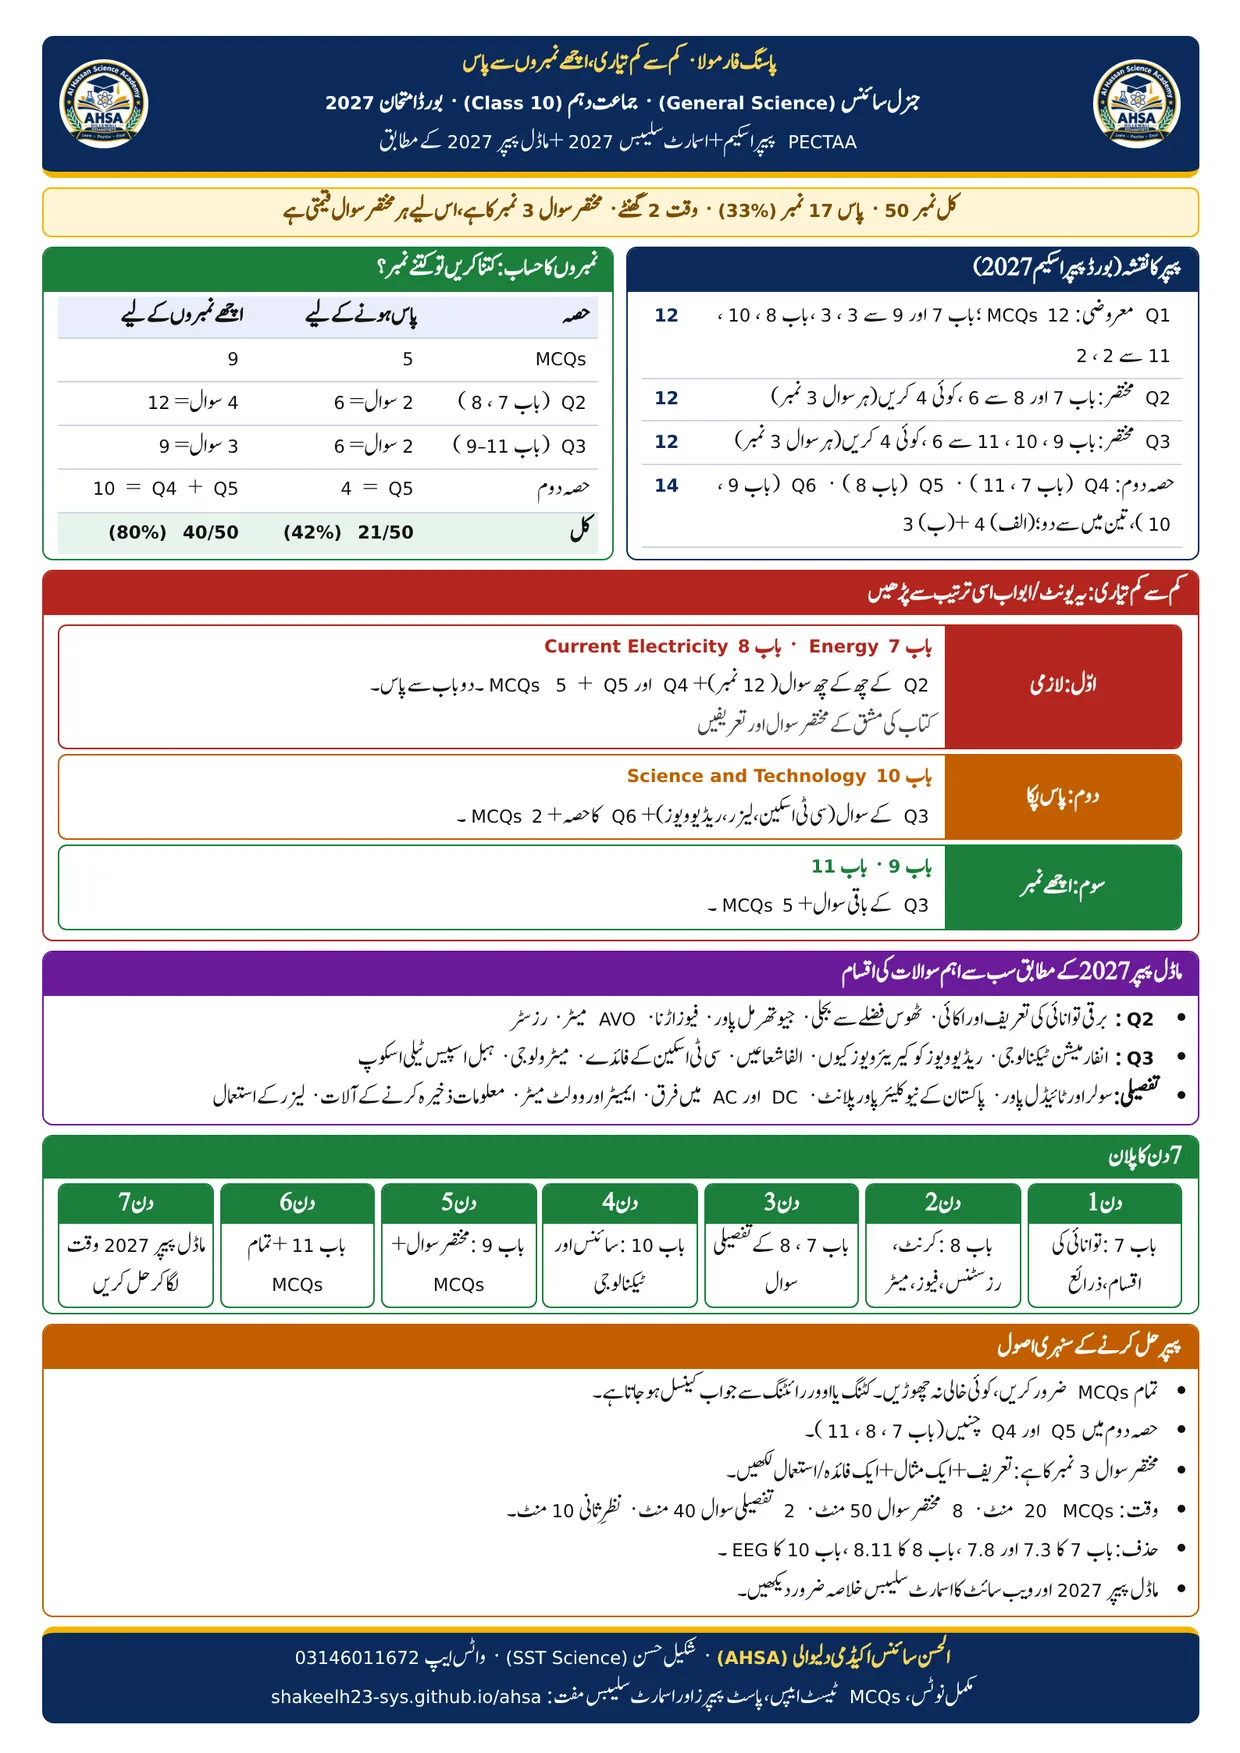 پاسنگ فارمولا · کم سے کم تیاری، اچھے نمبروں سے پاس
جنرل سائنس (General Science) · جماعت دہم (Class 10) · بورڈ امتحان 2027
PECTAA پیپر اسکیم + اسمارٹ سلیبس 2027 + ماڈل پیپر 2027 کے مطابق
Al Hassan Science Academy
AHSA
Learn • Practice • Excel
Al Hassan Science Academy
AHSA
Learn • Practice • Excel
کل نمبر 50 · پاس 17 نمبر (33%) · وقت 2 گھنٹے · مختصر سوال 3 نمبر کا ہے، اس لیے ہر مختصر سوال قیمتی ہے
پیپر کا نقشہ (بورڈ پیپر اسکیم 2027)
Q1 معروضی: 12 MCQs؛ باب 7 اور 9 سے 3، 3، باب 8، 10، 12
11 سے 2، 2
Q2 مختصر: باب 7 اور 8 سے 6، کوئی 4 کریں (ہر سوال 3 نمبر) 12
Q3 مختصر: باب 9، 10، 11 سے 6، کوئی 4 کریں (ہر سوال 3 نمبر) 12
حصہ دوم: Q4 (باب 7، 11) · Q5 (باب 8) · Q6 (باب 9، 14
10)، تین میں سے دو؛ (الف) 4 + (ب) 3
نمبروں کا حساب: کتنا کریں تو کتنے نمبر؟
حصہ پاس ہونے کے لیے اچھے نمبروں کے لیے
MCQs 5 9
Q2 (باب 7، 8) 2 سوال = 6 4 سوال = 12
Q3 (باب 9–11) 2 سوال = 6 3 سوال = 9
حصہ دوم Q5 = 4 Q5 + Q4 = 10
کل 21/50 (42%) 40/50 (80%)
کم سے کم تیاری: یہ یونٹ/ابواب اسی ترتیب سے پڑھیں
اوّل: لازمی
باب 7 Energy · باب 8 Current Electricity
Q2 کے چھ کے چھ سوال (12 نمبر) + Q4 اور Q5 + 5 MCQs۔ دو باب سے پاس۔
کتاب کی مشق کے مختصر سوال اور تعریفیں
دوم: پاس پکا
باب 10 Science and Technology
Q3 کے سوال (سی ٹی اسکین، لیزر، ریڈیو ویوز) + Q6 کا حصہ + 2 MCQs۔
سوم: اچھے نمبر
باب 9 · باب 11
Q3 کے باقی سوال + 5 MCQs۔
ماڈل پیپر 2027 کے مطابق سب سے اہم سوالات کی اقسام
• Q2: برقی توانائی کی تعریف اور اکائی · ٹھوس فضلے سے بجلی · جیوتھرمل پاور · فیوز اڑنا · AVO میٹر · رزسٹر
• Q3: انفارمیشن ٹیکنالوجی · ریڈیو ویوز کو کیریئر ویوز کیوں · الفا شعاعیں · سی ٹی اسکین کے فائدے · میٹرولوجی · ہبل اسپیس ٹیلی اسکوپ
• تفصیلی: سولر اور ٹائیڈل پاور · پاکستان کے نیوکلیئر پاور پلانٹ · DC اور AC میں فرق · ایمیٹر اور وولٹ میٹر · معلومات ذخیرہ کرنے کے آلات · لیزر کے استعمال
7 دن کا پلان
دن 1
باب 7: توانائی کی
اقسام، ذرائع
دن 2
باب 8: کرنٹ،
رزسٹنس، فیوز، میٹر
دن 3
باب 7، 8 کے تفصیلی
سوال
دن 4
باب 10: سائنس اور
ٹیکنالوجی
دن 5
باب 9: مختصر سوال +
MCQs
دن 6
باب 11 + تمام
MCQs
دن 7
ماڈل پیپر 2027 وقت
لگا کر حل کریں
پیپر حل کرنے کے سنہری اصول
• تمام MCQs ضرور کریں، کوئی خالی نہ چھوڑیں۔ کٹنگ یا اوور رائٹنگ سے جواب کینسل ہو جاتا ہے۔
• حصہ دوم میں Q5 اور Q4 چنیں (باب 7، 8، 11)۔
• مختصر سوال 3 نمبر کا ہے: تعریف + ایک مثال + ایک فائدہ/استعمال لکھیں۔
• وقت: MCQs 20 منٹ · 8 مختصر سوال 50 منٹ · 2 تفصیلی سوال 40 منٹ · نظرِثانی 10 منٹ۔
• حذف: باب 7 کا 7.3 اور 7.8، باب 8 کا 8.11، باب 10 کا EEG۔
• ماڈل پیپر 2027 اور ویب سائٹ کا اسمارٹ سلیبس خلاصہ ضرور دیکھیں۔
الحسن سائنس اکیڈمی دلیوالی (AHSA) · شکیل حسن (SST Science) · واٹس ایپ 03146011672
مکمل نوٹس، MCQs ٹیسٹ ایپس، پاسٹ پیپرز اور اسمارٹ سلیبس مفت: shakeelh23-sys.github.io/ahsa